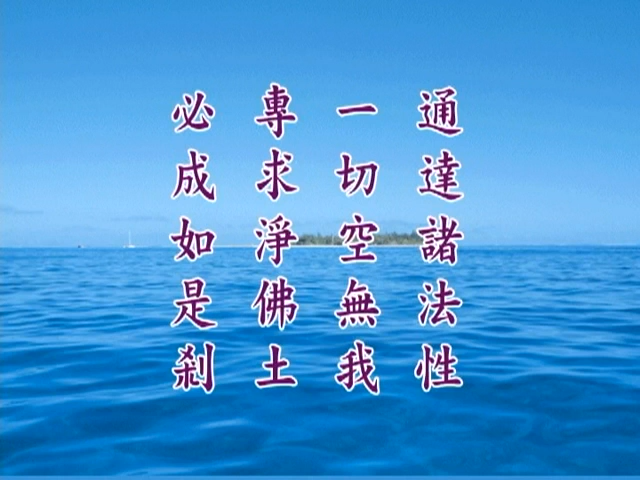 通達諸法性
一切空無我
專求淨佛土
必成如是剎